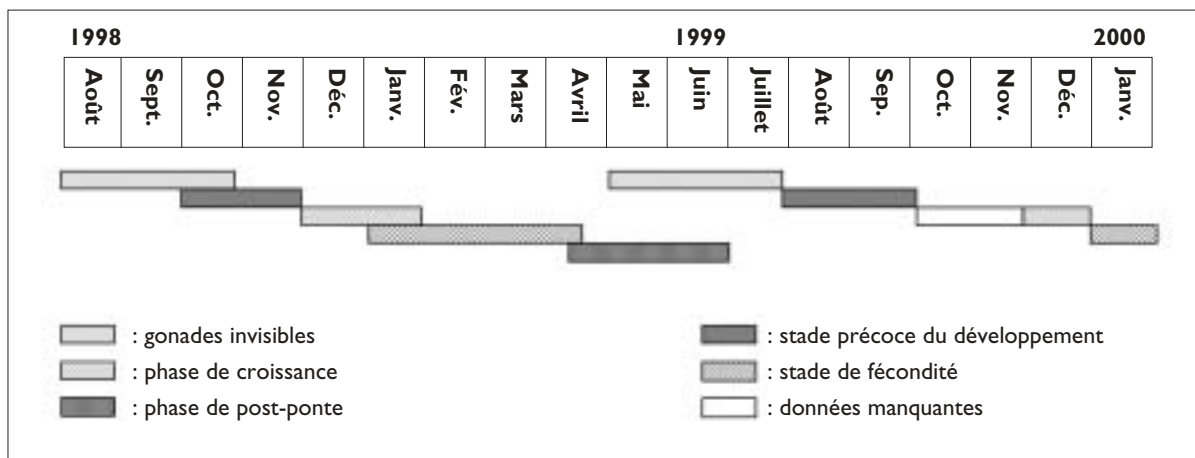 1998 1999 2000
Août Sept. Oct. Nov. Déc. Janv. Fév. Mars Avril Mai Juin Juillet Août Sep. Oct. Nov. Déc. Janv.
: gonades invisibles : stade précoce du développement
: phase de croissance : stade de fécondité
: phase de post-ponte : données manquantes